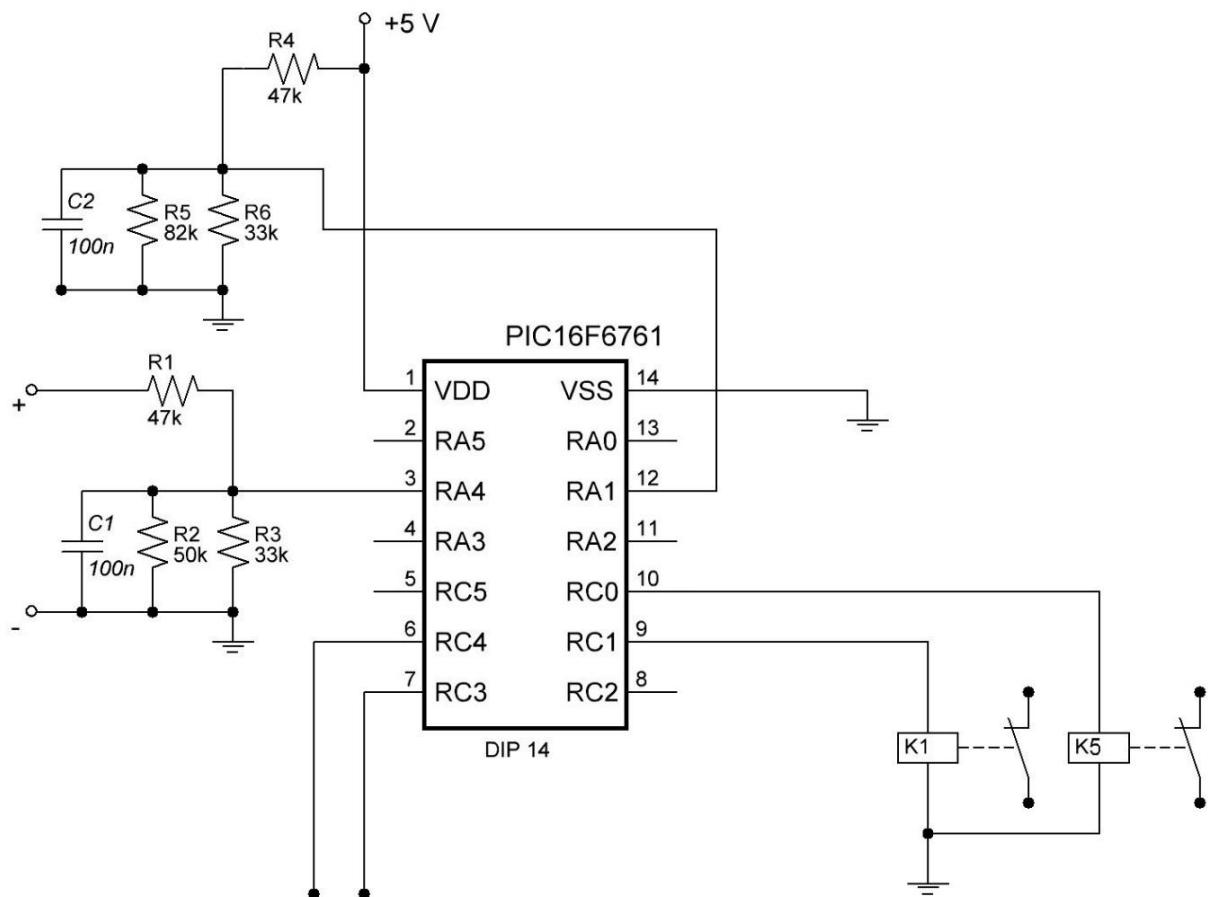 +5 V
R4
47k
C2
100n
R5
82k
R6
33k
PIC16F6761
R1
47k
+
-
C1
100n
R2
50k
R3
33k
1 VDD VSS 14
2 RA5 RA0 13
3 RA4 RA1 12
4 RA3 RA2 11
5 RC5 RC0 10
6 RC4 RC1 9
7 RC3 RC2 8
DIP 14
K1
K5